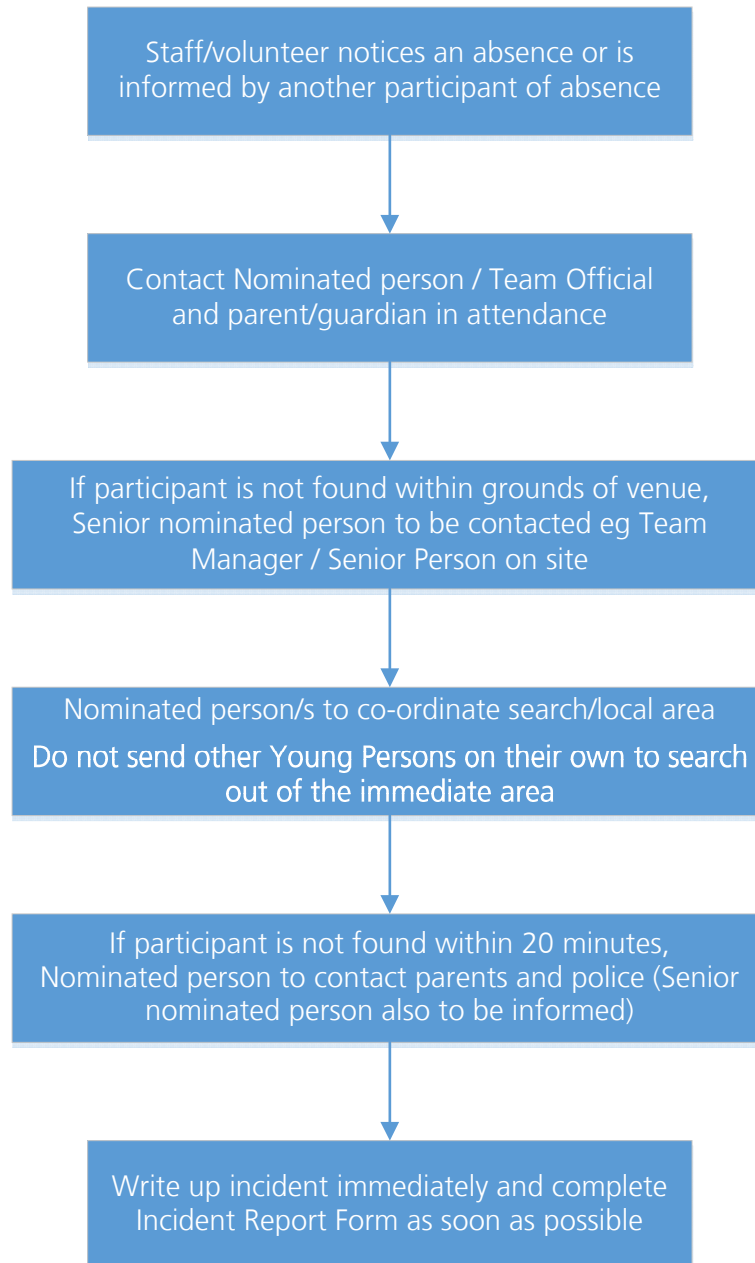 Staff/volunteer notices an absence or is
informed by another participant of absence
Contact Nominated person / Team Official
and parent/guardian in attendance
If participant is not found within grounds of venue,
Senior nominated person to be contacted eg Team
Manager / Senior Person on site
Nominated person/s to co-ordinate search/local area
Do not send other Young Persons on their own to search
out of the immediate area
If participant is not found within 20 minutes,
Nominated person to contact parents and police (Senior
nominated person also to be informed)
Write up incident immediately and complete
Incident Report Form as soon as possible